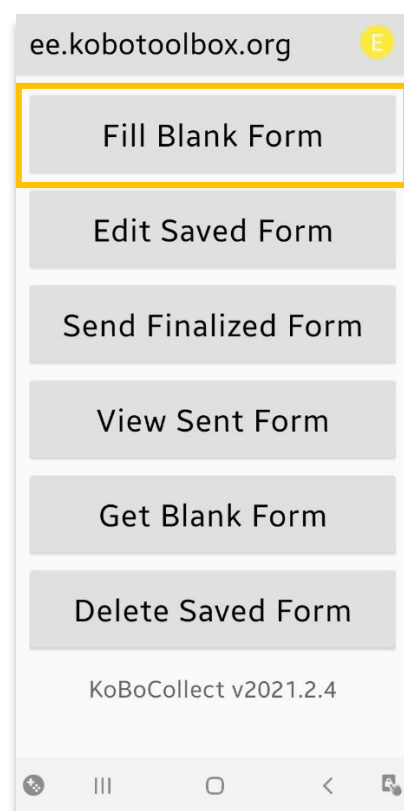 ee.kobotoolbox.org E
Fill Blank Form
Edit Saved Form
Send Finalized Form
View Sent Form
Get Blank Form
Delete Saved Form
KoBoCollect v2021.2.4